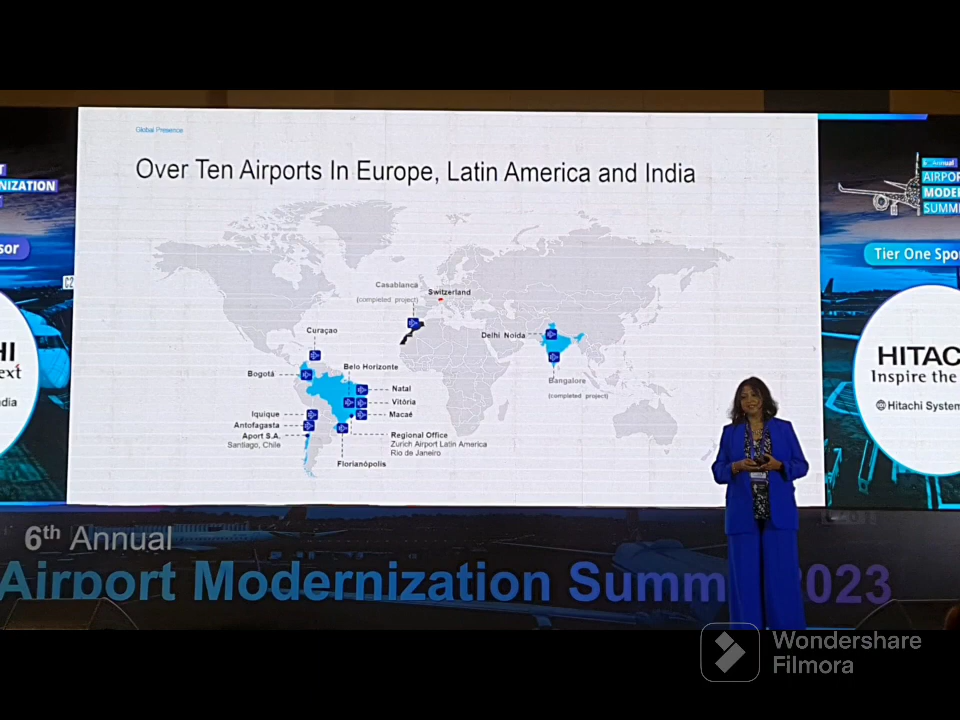 Global Presence
Over Ten Airports In Europe, Latin America and India
NIZATION
sor
HI
ext
dia
6th Annual
AIRPOR
MODE
SUMM
Tier One Spo
HITAC
Inspire the
Hitachi System
Casablanca
(completed project)
Switzerland
Curaçao
Delhi Noida
Bogotá
Belo Horizonte
Natal
Vitória
Macaé
Bangalore
(completed project)
Iquique
Antofagasta
Aport S.A.
Santiago, Chile
Regional Office
Zurich Airport Latin America
Rio de Janeiro
Florianópolis
6th Annual
Airport Modernization Summ 2023
Wondershare
Filmora